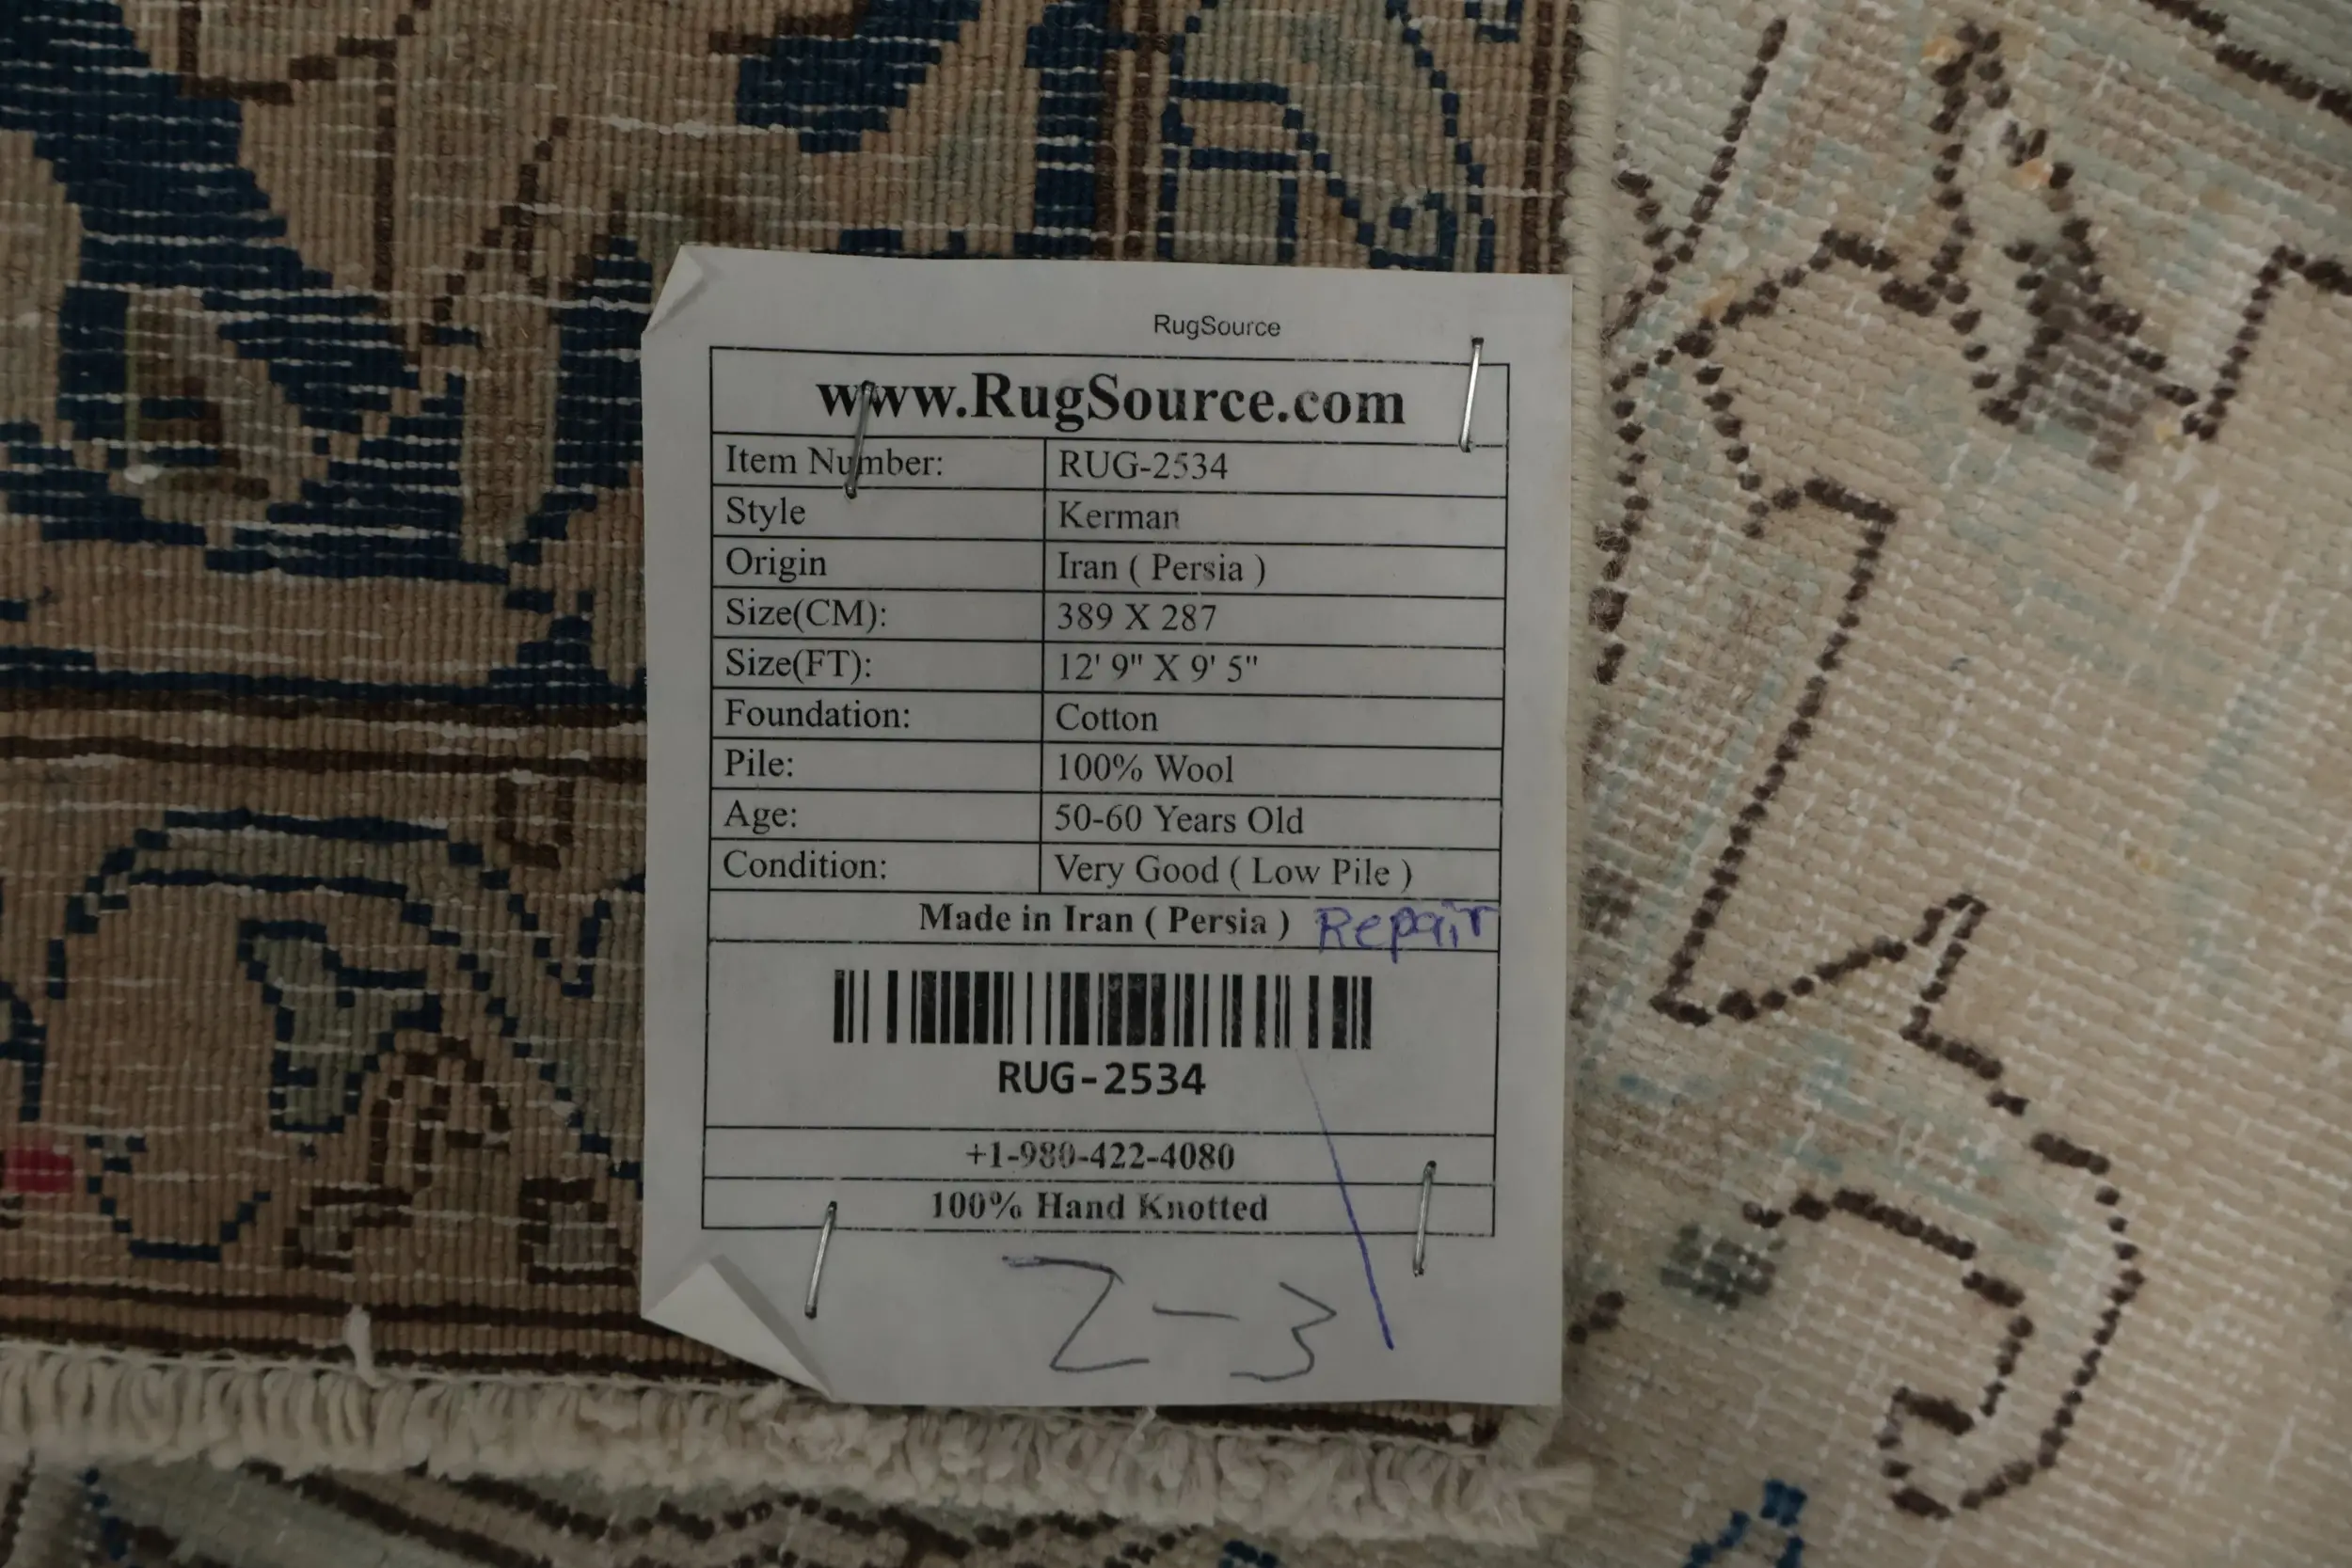 RugSource
www.RugSource.com
Item Number: RUG-2534
Style Kerman
Origin Iran ( Persia )
Size(CM): 389 X 287
Size(FT): 12' 9" X 9' 5"
Foundation: Cotton
Pile: 100% Wool
Age: 50-60 Years Old
Condition: Very Good ( Low Pile )
Made in Iran ( Persia ) Repair
RUG-2534
+1-980-422-4080
100% Hand Knotted
Z-3